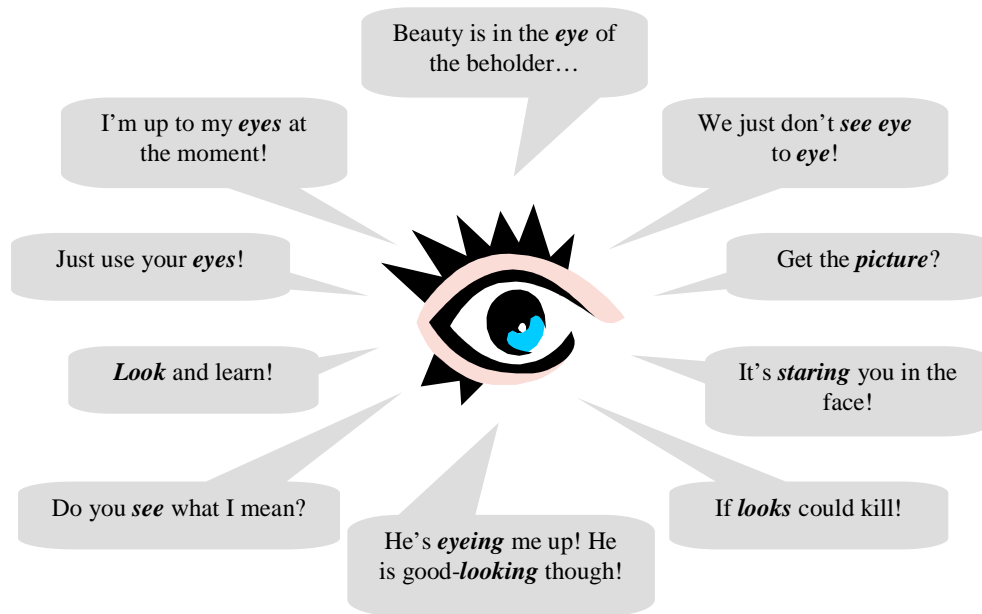 Beauty is in the eye of
the beholder…
I’m up to my eyes at
the moment!
We just don’t see eye
to eye!
Just use your eyes!
Get the picture?
Look and learn!
It’s staring you in the
face!
Do you see what I mean?
If looks could kill!
He’s eyeing me up! He
is good-looking though!